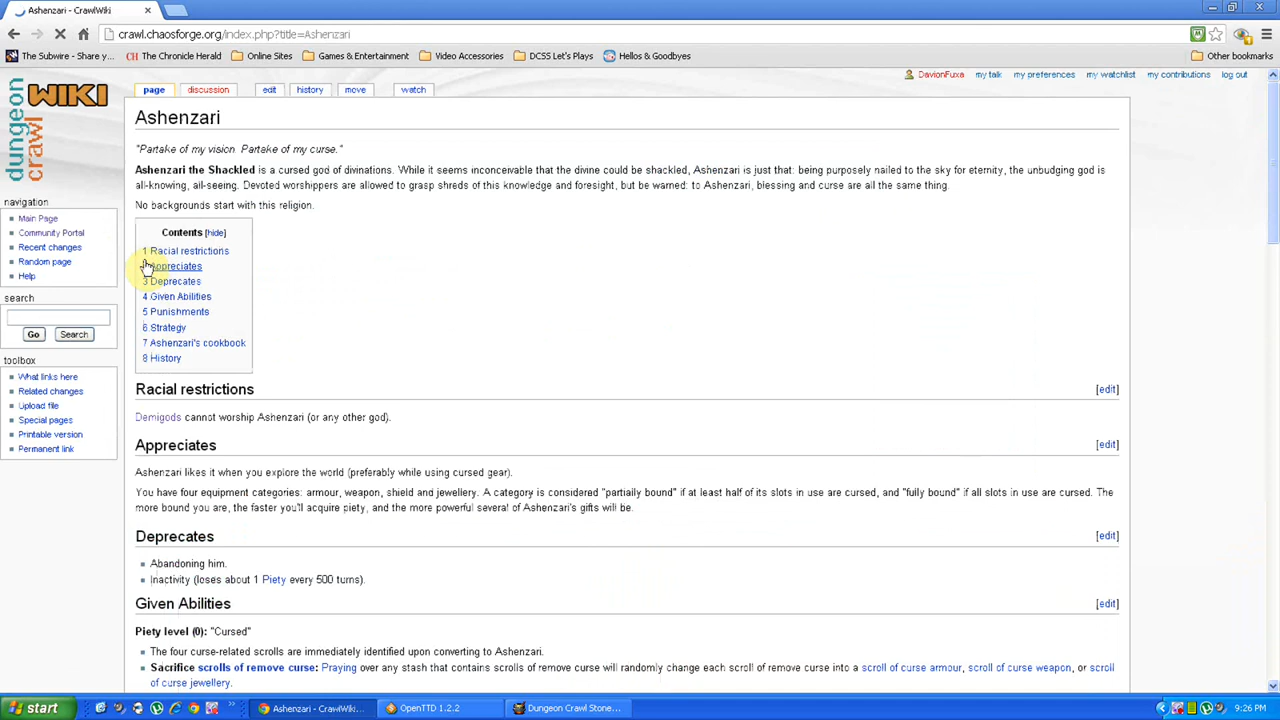 Ashenzari - CrawlWiki
crawl.chaosforge.org/index.php?title=Ashenzari
The Subwire - Share y...
CH The Chronicle Herald
Online Sites
Games & Entertainment
Video Accessories
DCSS Let's Plays
Hellos & Goodbyes
Other bookmarks
DavionFuxa my talk my preferences my watchlist my contributions log out
page discussion edit history move watch
dungeon crawl WIKI
Ashenzari
"Partake of my vision. Partake of my curse."
Ashenzari the Shackled is a cursed god of divinations. While it seems inconceivable that the divine could be shackled, Ashenzari is just that: being purposely nailed to the sky for eternity, the unbudging god is
all-knowing, all-seeing. Devoted worshippers are allowed to grasp shreds of this knowledge and foresight, but be warned: to Ashenzari, blessing and curse are all the same thing.
No backgrounds start with this religion.
navigation
Main Page
Community Portal
Recent changes
Random page
Help
search
Go Search
toolbox
What links here
Related changes
Upload file
Special pages
Printable version
Permanent link
Contents [hide]
1 Racial restrictions
Appreciates
3 Deprecates
4 Given Abilities
5 Punishments
6 Strategy
7 Ashenzari's cookbook
8 History
Racial restrictions [edit]
Demigods cannot worship Ashenzari (or any other god).
Appreciates [edit]
Ashenzari likes it when you explore the world (preferably while using cursed gear).
You have four equipment categories: armour, weapon, shield and jewellery. A category is considered "partially bound" if at least half of its slots in use are cursed, and "fully bound" if all slots in use are cursed. The
more bound you are, the faster you'll acquire piety, and the more powerful several of Ashenzari's gifts will be.
Deprecates [edit]
Abandoning him.
Inactivity (loses about 1 Piety every 500 turns).
Given Abilities [edit]
Piety level (0): "Cursed"
The four curse-related scrolls are immediately identified upon converting to Ashenzari.
Sacrifice scrolls of remove curse: Praying over any stash that contains scrolls of remove curse will randomly change each scroll of remove curse into a scroll of curse armour, scroll of curse weapon, or scroll
of curse jewellery.
start
Ashenzari - CrawlWiki...
OpenTTD 1.2.2
Dungeon Crawl Stone...
9:26 PM